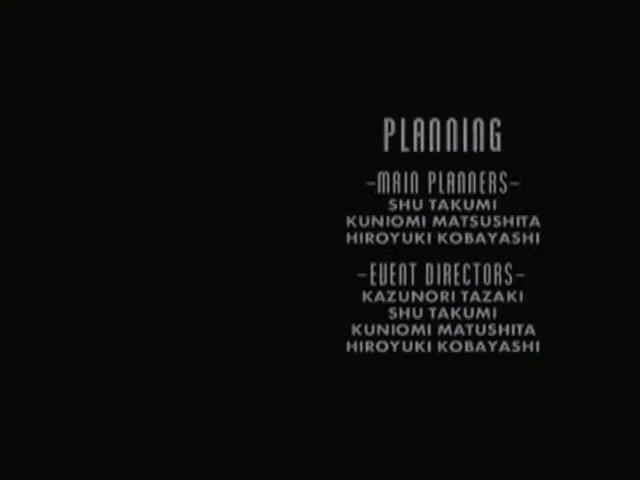 PLANNING
-MAIN PLANNERS-
SHU TAKUMI
KUNIOMI MATSUSHITA
HIROYUKI KOBAYASHI
-EVENT DIRECTORS-
KAZUNORI TAZAKI
SHU TAKUMI
KUNIOMI MATUSHITA
HIROYUKI KOBAYASHI